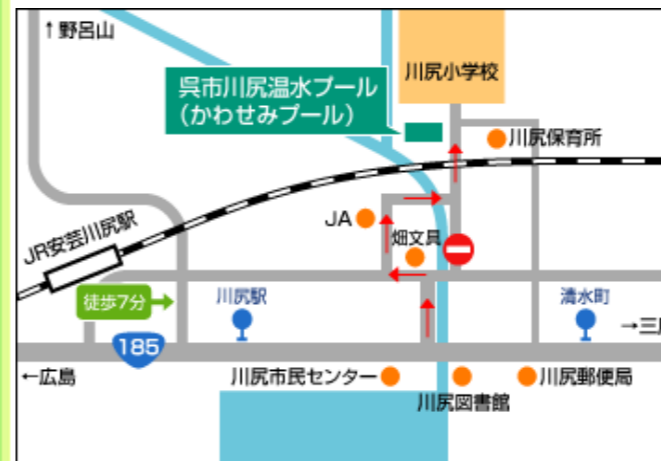 ↑野呂山
川尻小学校
呉市川尻温水プール
（かわせみプール）
川尻保育所
JA
畑文具
JR安芸川尻駅
徒歩7分
川尻駅
清水町
→三
185
←広島
川尻市民センター
川尻図書館
川尻郵便局